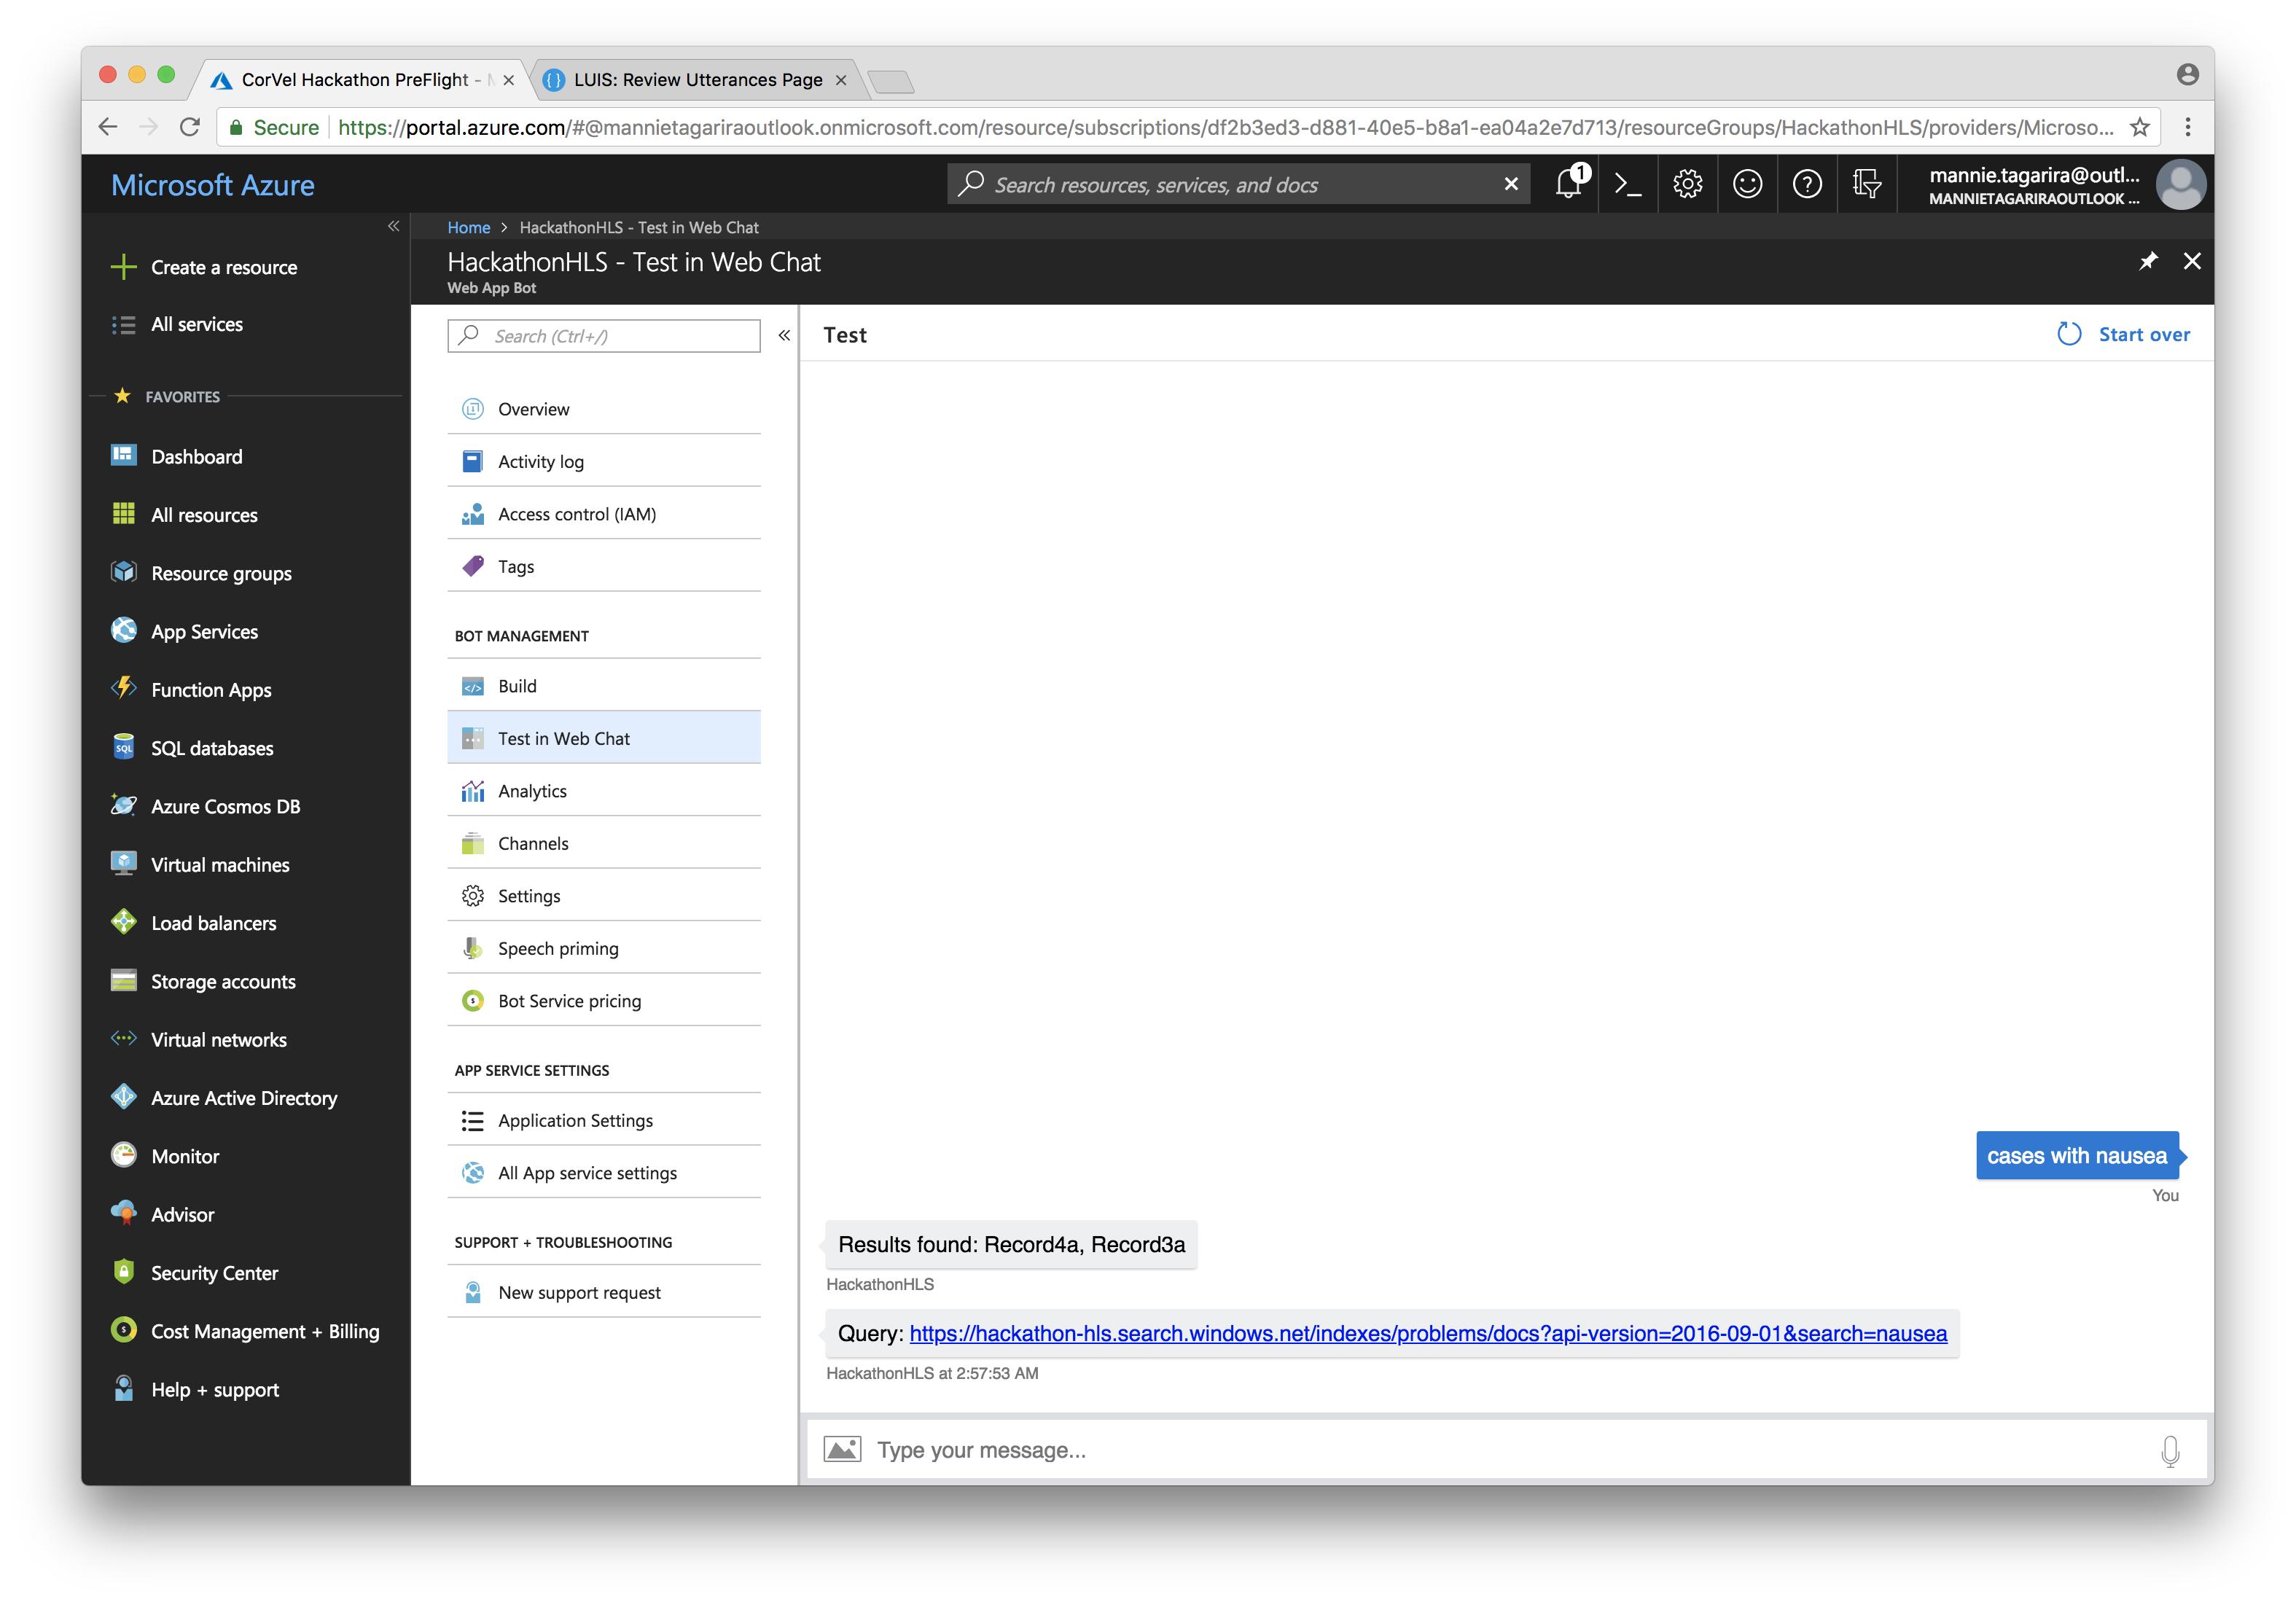 CorVel Hackathon PreFlight -
LUIS: Review Utterances Page
Secure https://portal.azure.com/#@mannietagariraoutlook.onmicrosoft.com/resource/subscriptions/df2b3ed3-d881-40e5-b8a1-ea04a2e7d713/resourceGroups/HackathonHLS/providers/Microso...
Microsoft Azure
Search resources, services, and docs
1
mannie.tagarira@outl...
MANNIETAGARIRAOUTLOOK ...
Create a resource
All services
FAVORITES
Dashboard
All resources
Resource groups
App Services
Function Apps
SQL databases
Azure Cosmos DB
Virtual machines
Load balancers
Storage accounts
Virtual networks
Azure Active Directory
Monitor
Advisor
Security Center
Cost Management + Billing
Help + support
Home > HackathonHLS - Test in Web Chat
HackathonHLS - Test in Web Chat
Web App Bot
Search (Ctrl+/)
Overview
Activity log
Access control (IAM)
Tags
BOT MANAGEMENT
Build
Test in Web Chat
Analytics
Channels
Settings
Speech priming
Bot Service pricing
APP SERVICE SETTINGS
Application Settings
All App service settings
SUPPORT + TROUBLESHOOTING
New support request
Test
Start over
cases with nausea
You
Results found: Record4a, Record3a
HackathonHLS
Query: https://hackathon-hls.search.windows.net/indexes/problems/docs?api-version=2016-09-01&search=nausea
HackathonHLS at 2:57:53 AM
Type your message...